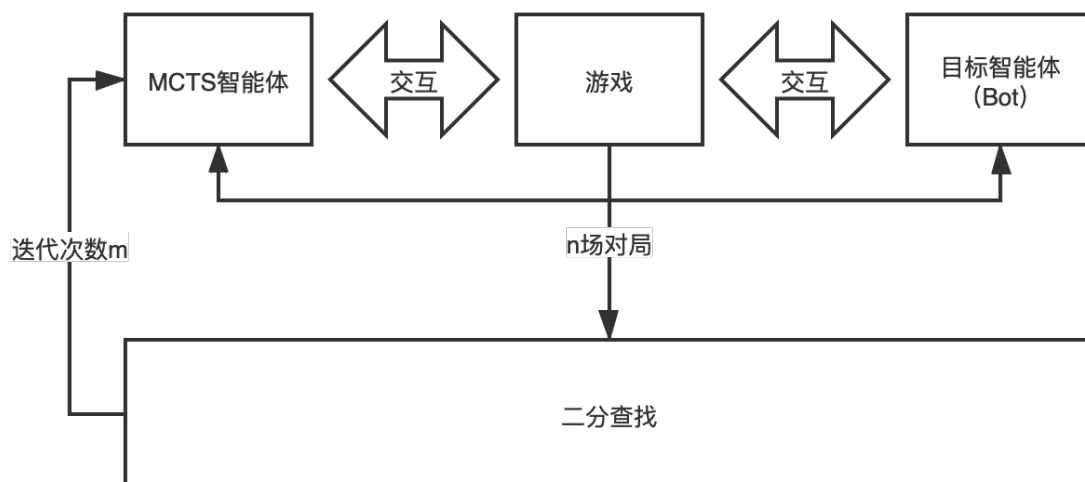 MCTS智能体
交互
游戏
交互
目标智能体
（Bot）
迭代次数m
n场对局
二分查找